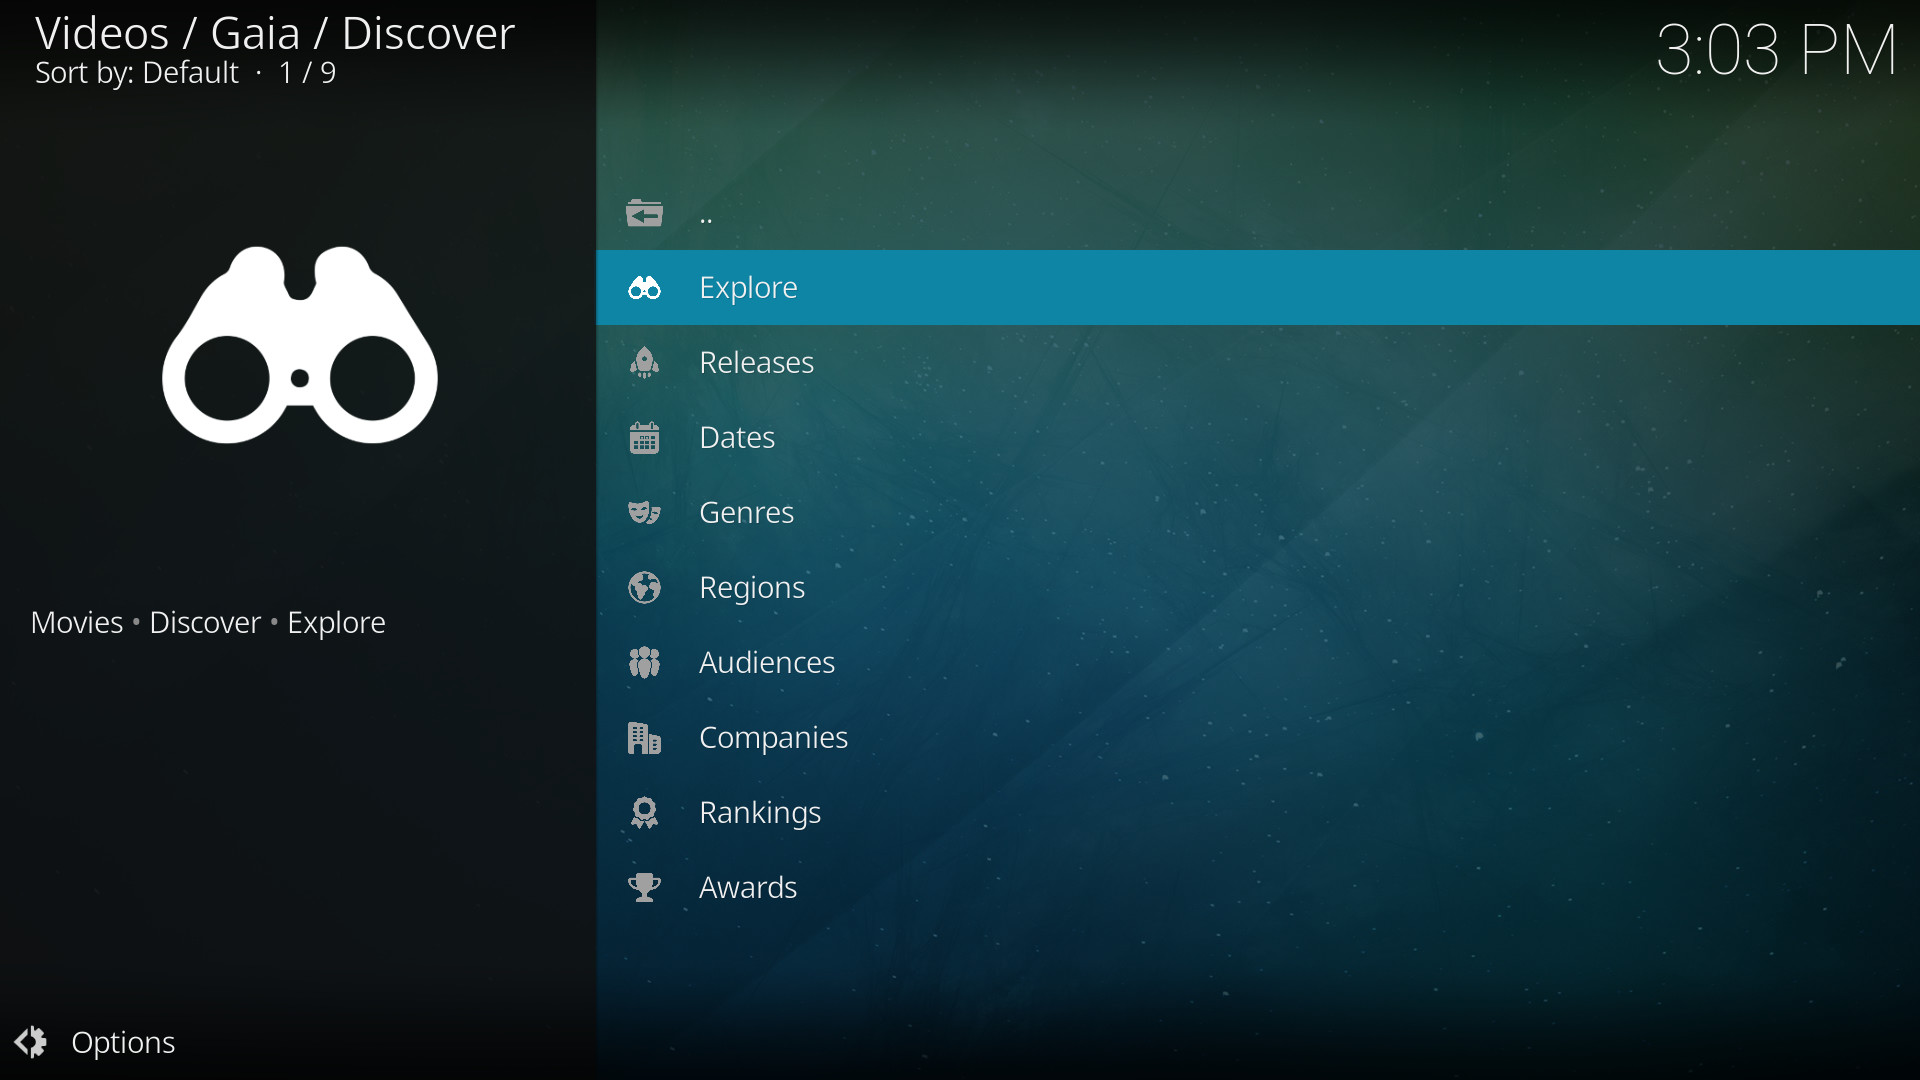 Videos / Gaia / Discover
Sort by: Default · 1 / 9
3:03 PM
..
Explore
Releases
Dates
Genres
Regions
Audiences
Companies
Rankings
Awards
Movies • Discover • Explore
Options